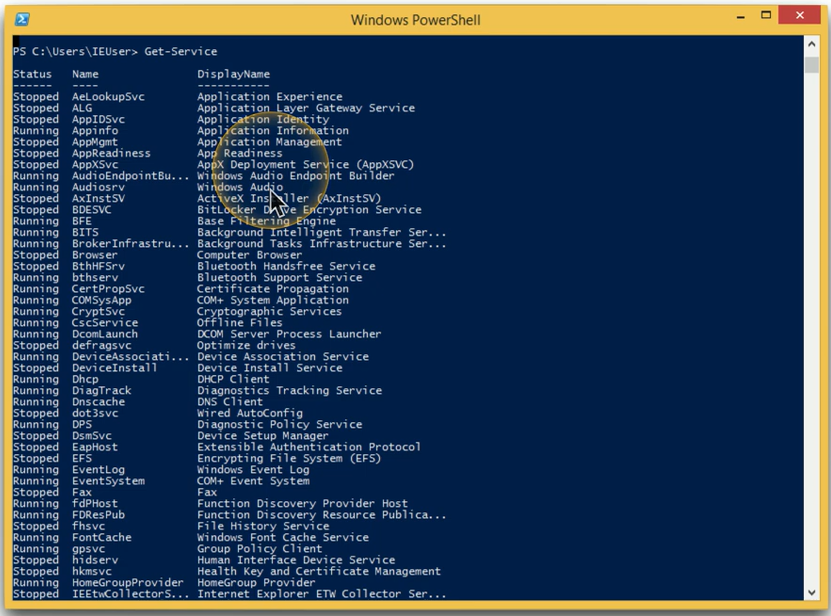 Windows PowerShell
PS C:\Users\IEUser> Get-Service
Status Name DisplayName
------ ---- -----------
Stopped AeLookupSvc Application Experience
Stopped ALG Application Layer Gateway Service
Stopped AppIDSvc Application Identity
Running Appinfo Application Information
Stopped AppMgmt Application Management
Stopped AppReadiness App Readiness
Stopped AppXSvc AppX Deployment Service (AppXSVC)
Running AudioEndpointBu... Windows Audio Endpoint Builder
Running Audiosrv Windows Audio
Stopped AxInstSV ActiveX Installer (AxInstSV)
Stopped BDESVC BitLocker Drive Encryption Service
Running BFE Base Filtering Engine
Running BITS Background Intelligent Transfer Ser...
Running BrokerInfrastru... Background Tasks Infrastructure Ser...
Stopped Browser Computer Browser
Stopped BthHFSrv Bluetooth Handsfree Service
Running bthserv Bluetooth Support Service
Running CertPropSvc Certificate Propagation
Running COMSysApp COM+ System Application
Running CryptSvc Cryptographic Services
Running CscService Offline Files
Running DcomLaunch DCOM Server Process Launcher
Stopped defragsvc Optimize drives
Running DeviceAssociati... Device Association Service
Stopped DeviceInstall Device Install Service
Running Dhcp DHCP Client
Running DiagTrack Diagnostics Tracking Service
Running Dnscache DNS Client
Stopped dot3svc Wired AutoConfig
Running DPS Diagnostic Policy Service
Stopped DsmSvc Device Setup Manager
Stopped EapHost Extensible Authentication Protocol
Stopped EFS Encrypting File System (EFS)
Running EventLog Windows Event Log
Running EventSystem COM+ Event System
Stopped Fax Fax
Running fdPHost Function Discovery Provider Host
Running FDResPub Function Discovery Resource Publica...
Stopped fhsvc File History Service
Running FontCache Windows Font Cache Service
Running gpsvc Group Policy Client
Stopped hidserv Human Interface Device Service
Stopped hkmsvc Health Key and Certificate Management
Running HomeGroupProvider HomeGroup Provider
Stopped IEEtwCollectorS... Internet Explorer ETW Collector Ser...